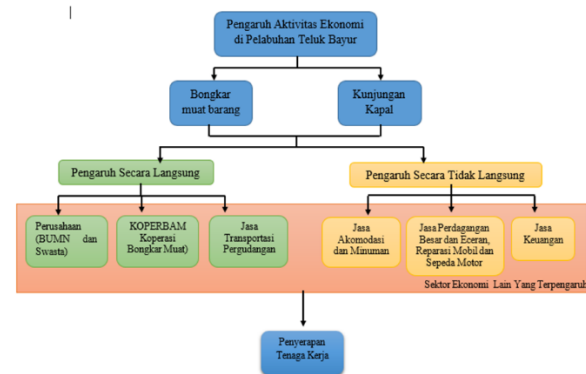 Pengaruh Aktivitas Ekonomi
di Pelabuhan Teluk Bayur
Bongkar
muat barang
Kunjungan
Kapal
Pengaruh Secara Langsung
Pengaruh Secara Tidak Langsung
Perusahaan
(BUMN dan
Swasta)
KOPERBAM
Koperasi
Bongkar Muat)
Jasa
Transportasi
Pergudangan
Jasa
Akomodasi
dan Minuman
Jasa Perdagangan
Besar dan Eceran,
Reparasi Mobil dan
Sepeda Motor
Jasa
Keuangan
Sektor Ekonomi Lain Yang Terpengaruh
Penyerapan
Tenaga Kerja